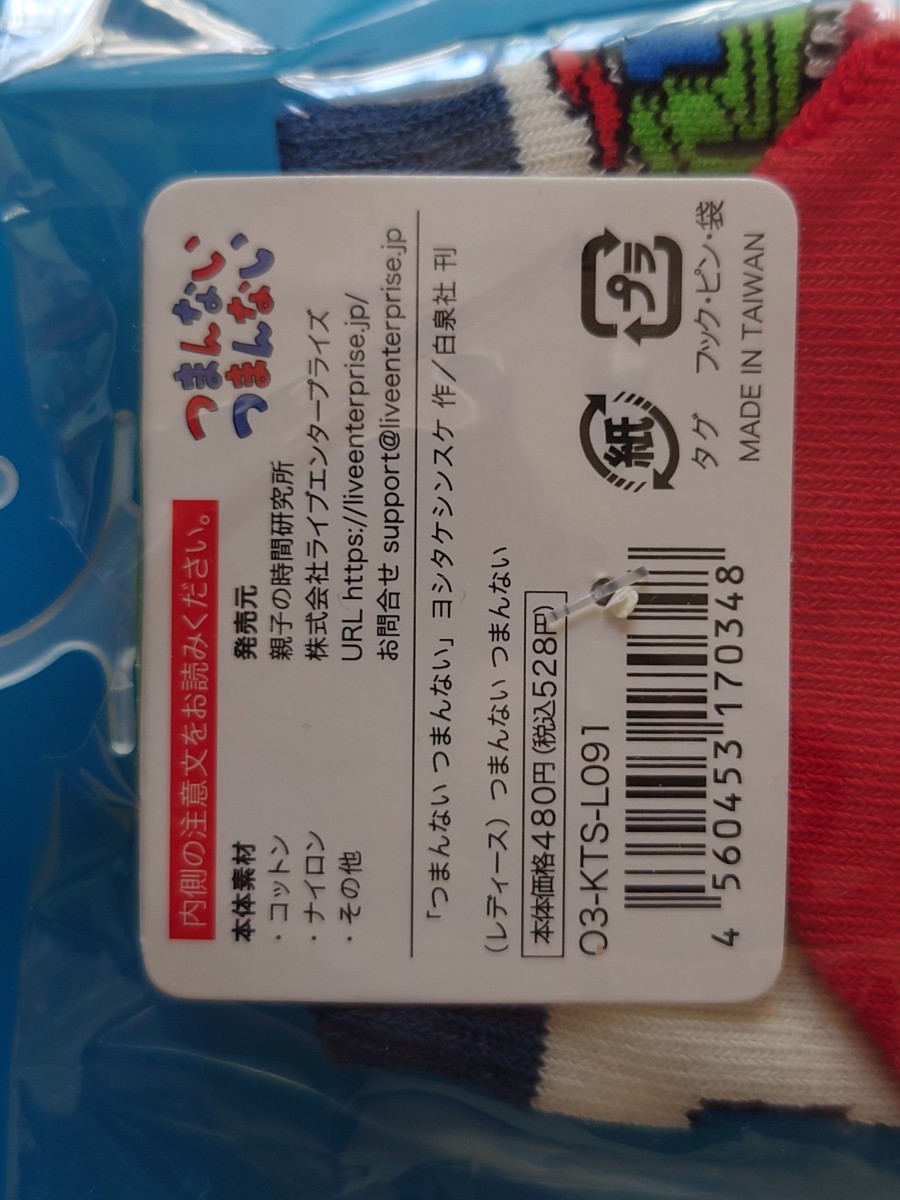 内側の注意文をお読みください。
つまんない
つまんない
本体素材
・コットン
・ナイロン
・その他
発売元
親子の時間研究所
株式会社ライブエンタープライズ
URL https://liveenterprise.jp/
お問合せ support@liveenterprise.jp
「つまんない つまんない」ヨシタケシンスケ 作/白泉社 刊
(レディース) つまんない つまんない
本体価格480円(税込528円)
03-KTS-L091
4 560453 170348
紙
プラ
タグ フック・ピン・袋
MADE IN TAIWAN